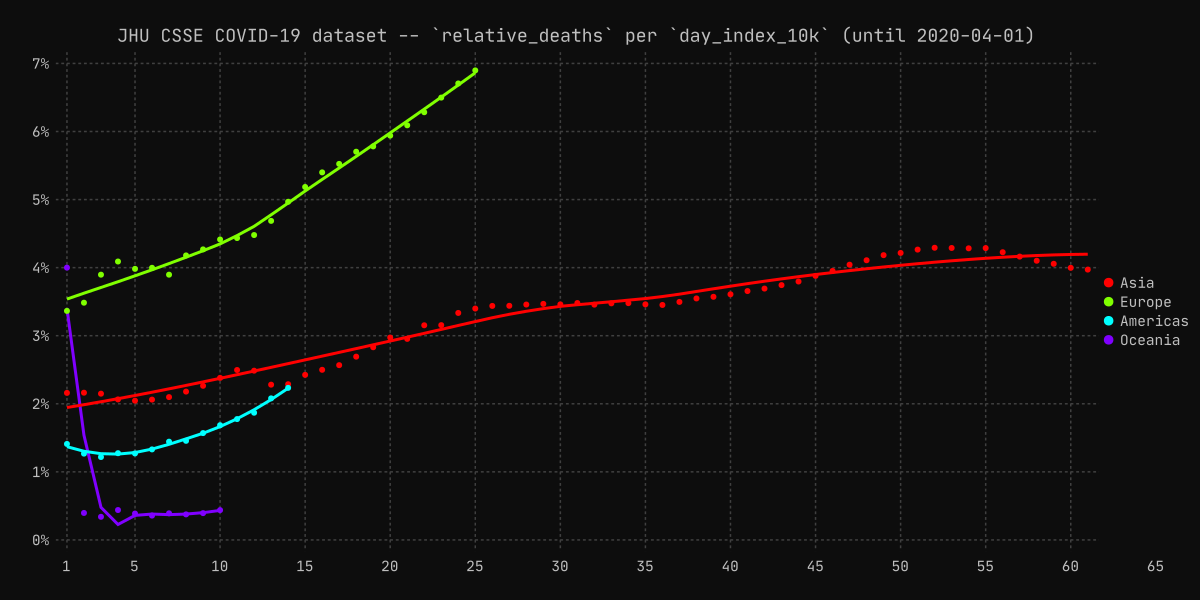 JHU CSSE COVID-19 dataset -- `relative_deaths` per `day_index_10k` (until 2020-04-01)
7%
6%
5%
4%
3%
2%
1%
0%
1 5 10 15 20 25 30 35 40 45 50 55 60 65
Asia
Europe
Americas
Oceania